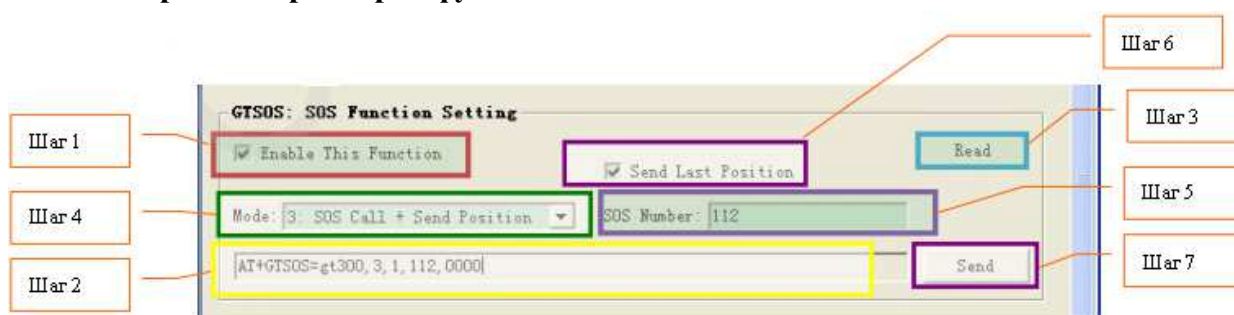 Шаг 6
GTSOS: SOS Function Setting
Шаг 3
Шаг 1
Enable This Function
Read
Send Last Position
Шаг 5
Шаг 4
Mode: 3: SOS Call + Send Position
SOS Number: 112
AT+GTSOS=gt300,3,1,112,0000
Send
Шаг 7
Шаг 2